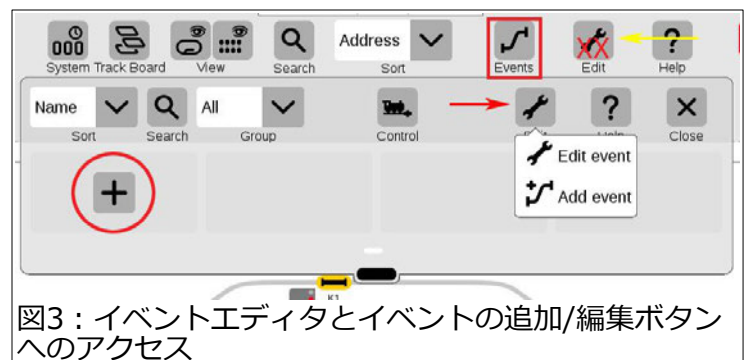 000
System Track Board View Search Address Sort Events XX Edit ? Help
Name Sort Search All Group Control ? Close
Edit event
Add event
K1
図3：イベントエディタとイベントの追加/編集ボタン
へのアクセス